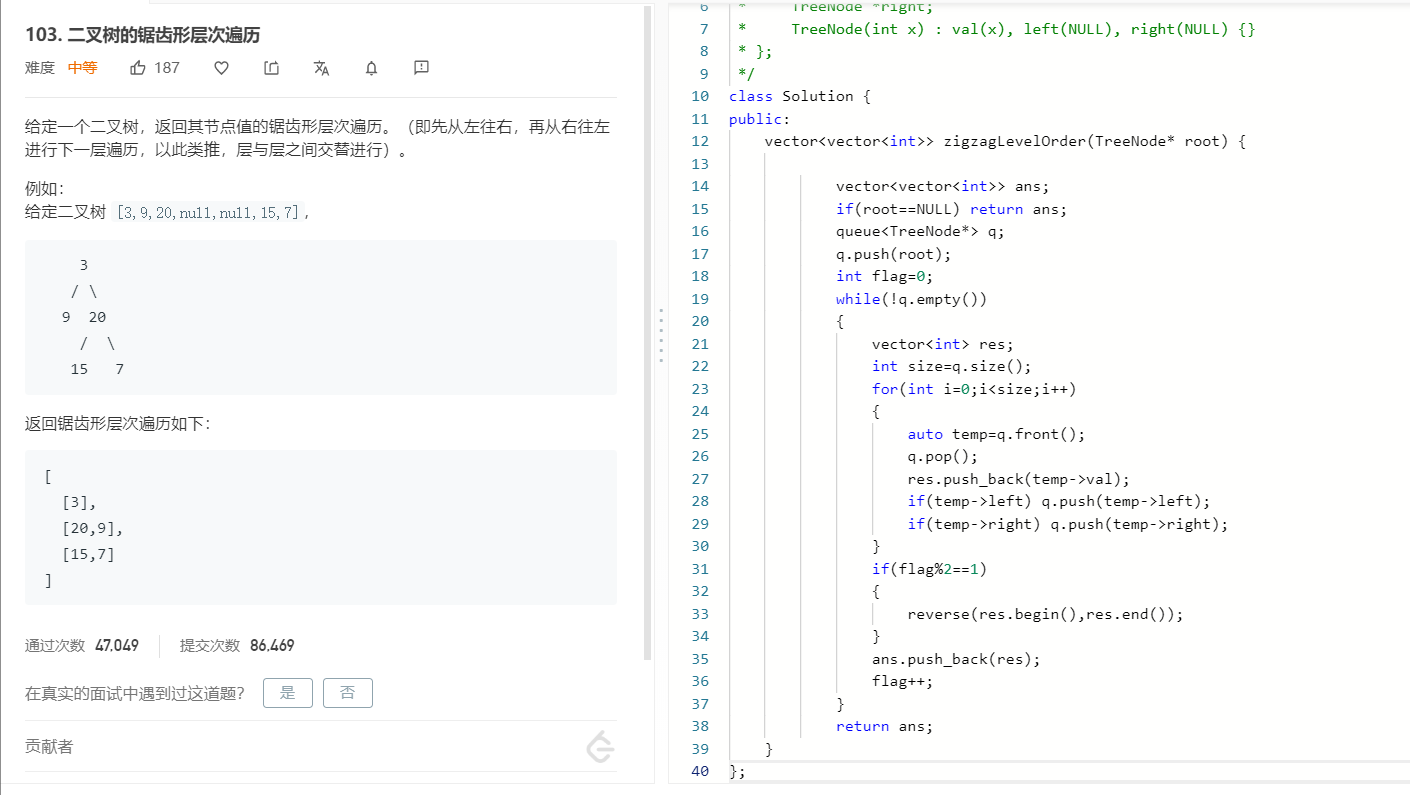 103. 二叉树的锯齿形层次遍历
难度 中等 187
给定一个二叉树，返回其节点值的锯齿形层次遍历。（即先从左往右，再从右往左
进行下一层遍历，以此类推，层与层之间交替进行）。
例如：
给定二叉树 [3,9,20,null,null,15,7],
3
/ \
9  20
/  \
15   7
返回锯齿形层次遍历如下：
[
[3],
[20,9],
[15,7]
]
通过次数 47,049 提交次数 86,469
在真实的面试中遇到过这道题？ 是 否
贡献者
6 *     TreeNode *right;
7 *     TreeNode(int x) : val(x), left(NULL), right(NULL) {}
8 * };
9 */
10 class Solution {
11 public:
12     vector<vector<int>> zigzagLevelOrder(TreeNode* root) {
13
14             vector<vector<int>> ans;
15             if(root==NULL) return ans;
16             queue<TreeNode*> q;
17             q.push(root);
18             int flag=0;
19             while(!q.empty())
20             {
21                 vector<int> res;
22                 int size=q.size();
23                 for(int i=0;i<size;i++)
24                 {
25                     auto temp=q.front();
26                     q.pop();
27                     res.push_back(temp->val);
28                     if(temp->left) q.push(temp->left);
29                     if(temp->right) q.push(temp->right);
30                 }
31                 if(flag%2==1)
32                 {
33                     reverse(res.begin(),res.end());
34                 }
35                 ans.push_back(res);
36                 flag++;
37             }
38             return ans;
39     }
40 };